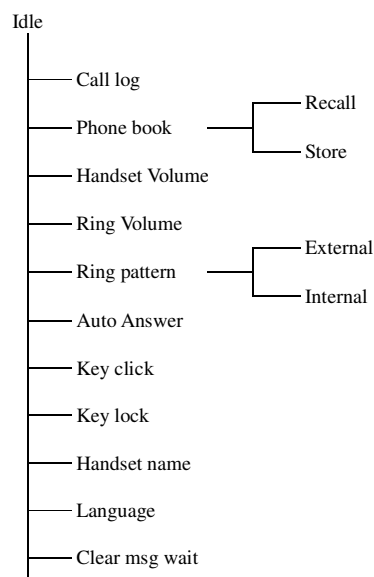 Idle
Call log
Phone book
Recall
Store
Handset Volume
Ring Volume
Ring pattern
External
Internal
Auto Answer
Key click
Key lock
Handset name
Language
Clear msg wait